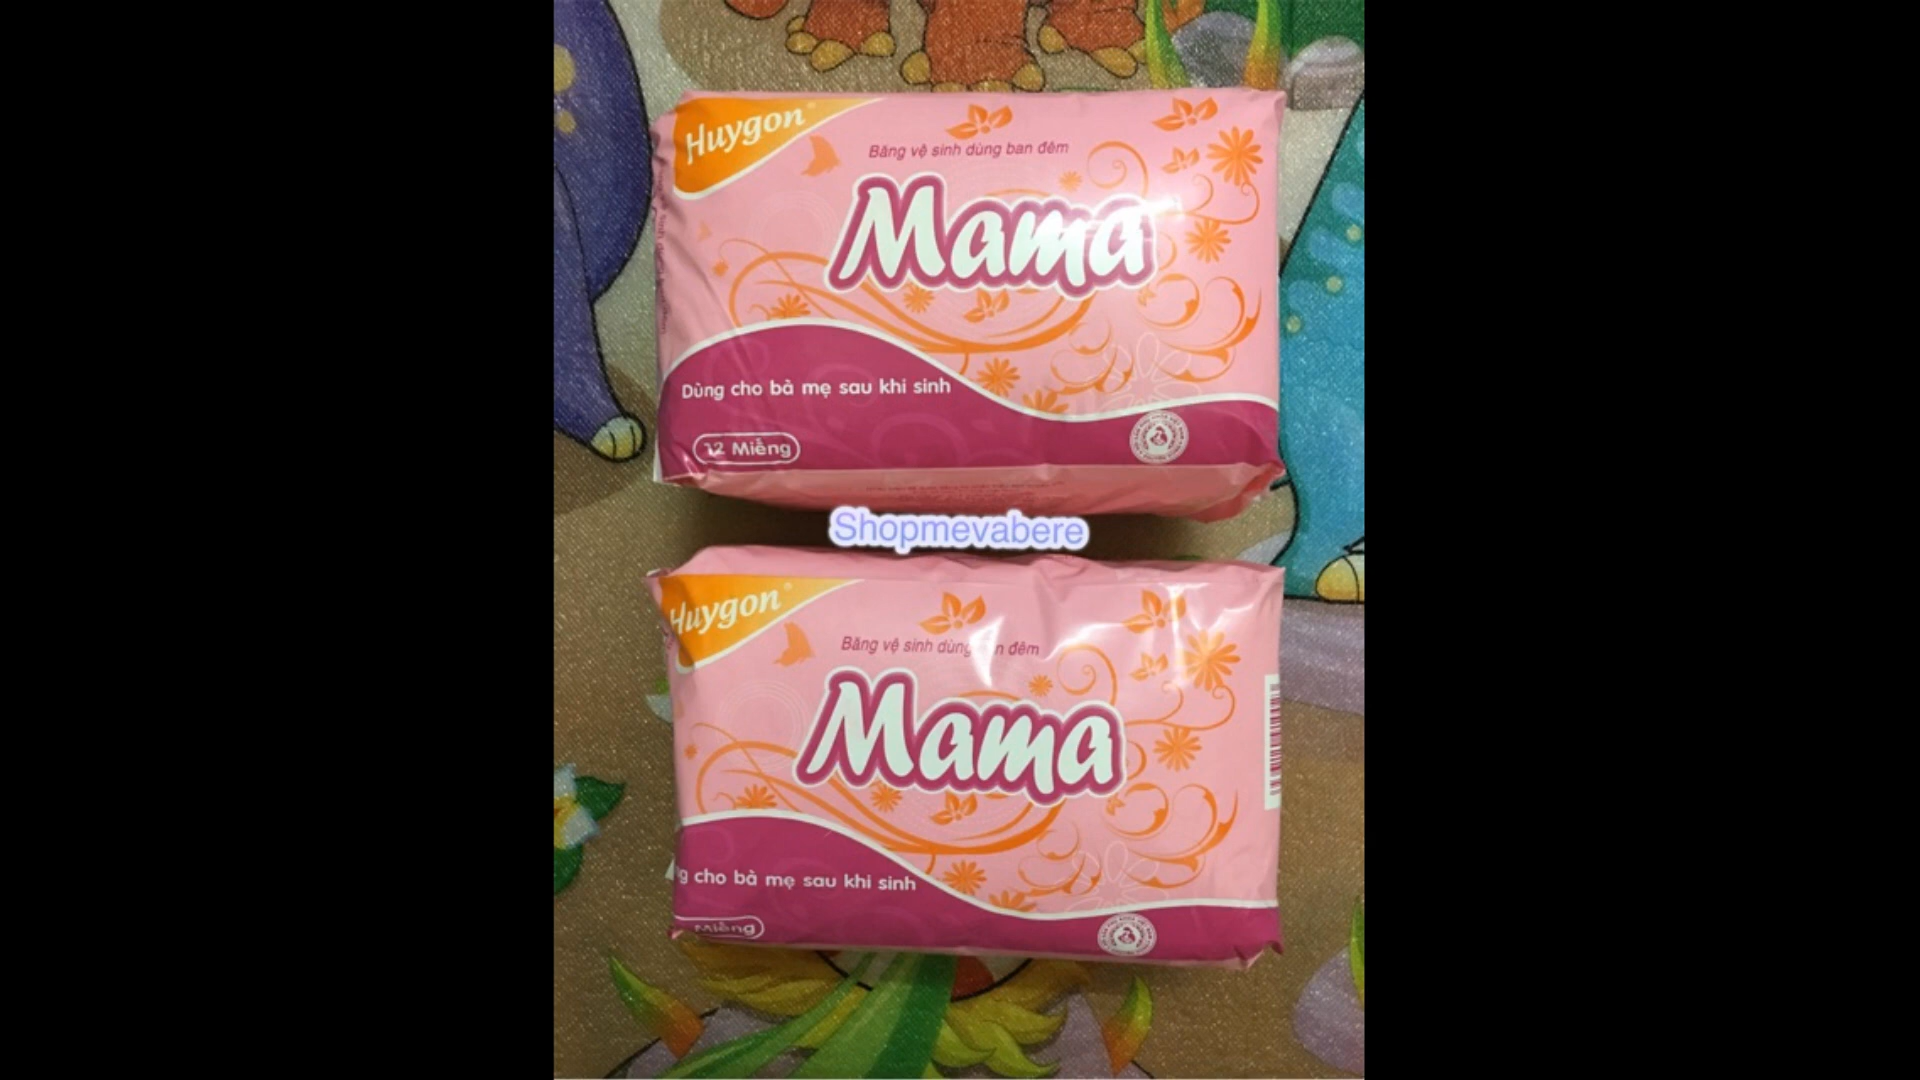 Huygon®
Băng vệ sinh dùng ban đêm
Mama
Dùng cho bà mẹ sau khi sinh
12 Miếng
Shopmevabere
Huygon®
Băng vệ sinh dùng đêm
Mama
cho bà mẹ sau khi sinh
Miếng